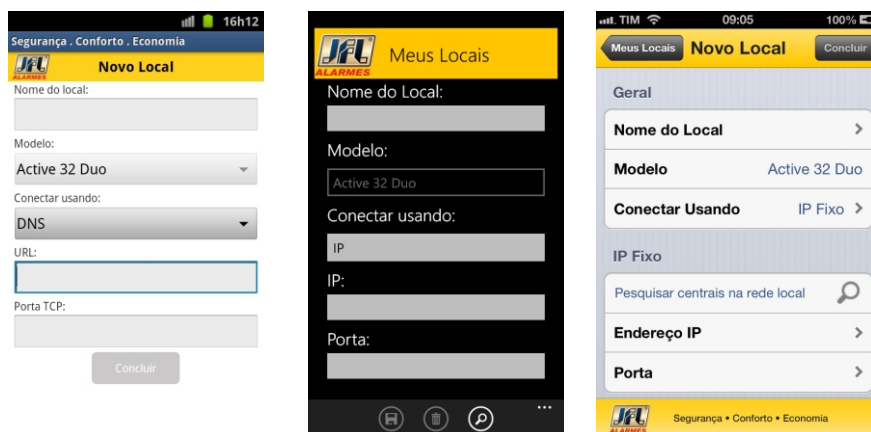 16h12
Segurança . Conforto . Economia
JFL
ALARMES
Novo Local
Nome do local:
Modelo:
Active 32 Duo
Conectar usando:
DNS
URL:
Porta TCP:
Concluir
JFL
ALARMES
Meus Locais
Nome do Local:
Modelo:
Active 32 Duo
Conectar usando:
IP
IP:
Porta:
...
TIM 09:05 100%
Meus Locais Novo Local Concluir
Geral
Nome do Local
Modelo Active 32 Duo
Conectar Usando IP Fixo
IP Fixo
Pesquisar centrais na rede local
Endereço IP
Porta
JFL
ALARMES
Segurança • Conforto • Economia